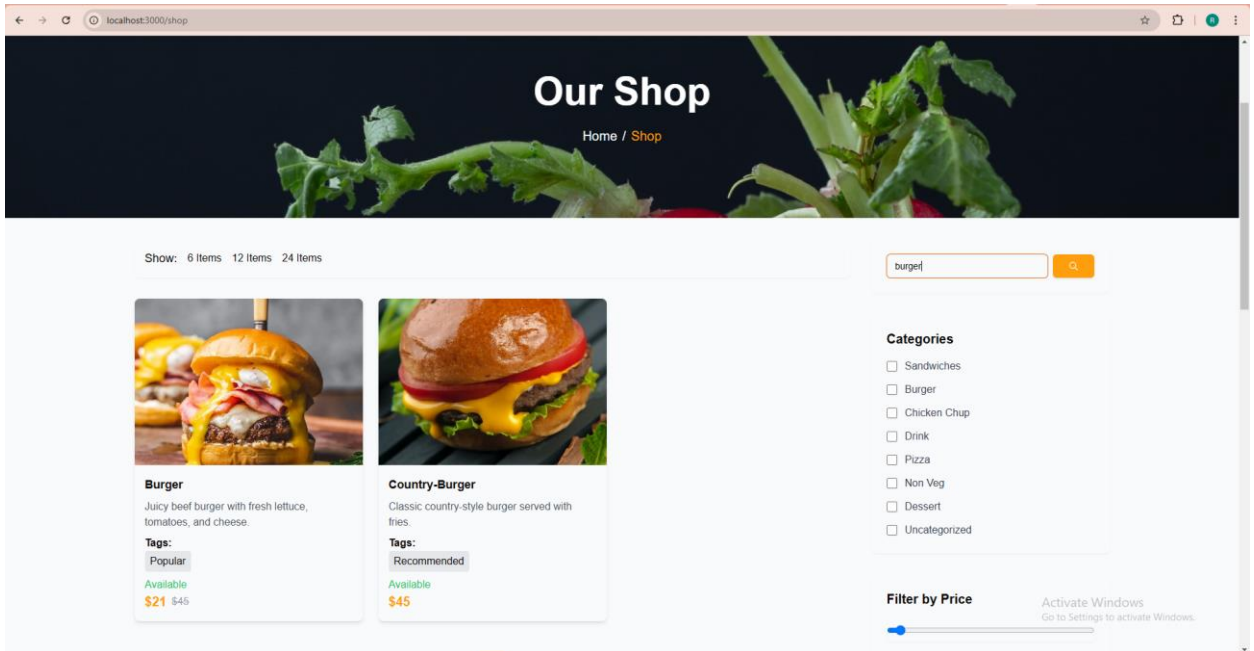 localhost:3000/shop
R
Our Shop
Home / Shop
Show: 6 Items 12 Items 24 Items
burger
Burger
Juicy beef burger with fresh lettuce,
tomatoes, and cheese.
Tags:
Popular
Available
$21 $45
Country-Burger
Classic country-style burger served with
fries.
Tags:
Recommended
Available
$45
Categories
Sandwiches
Burger
Chicken Chup
Drink
Pizza
Non Veg
Dessert
Uncategorized
Filter by Price
Activate Windows
Go to Settings to activate Windows.